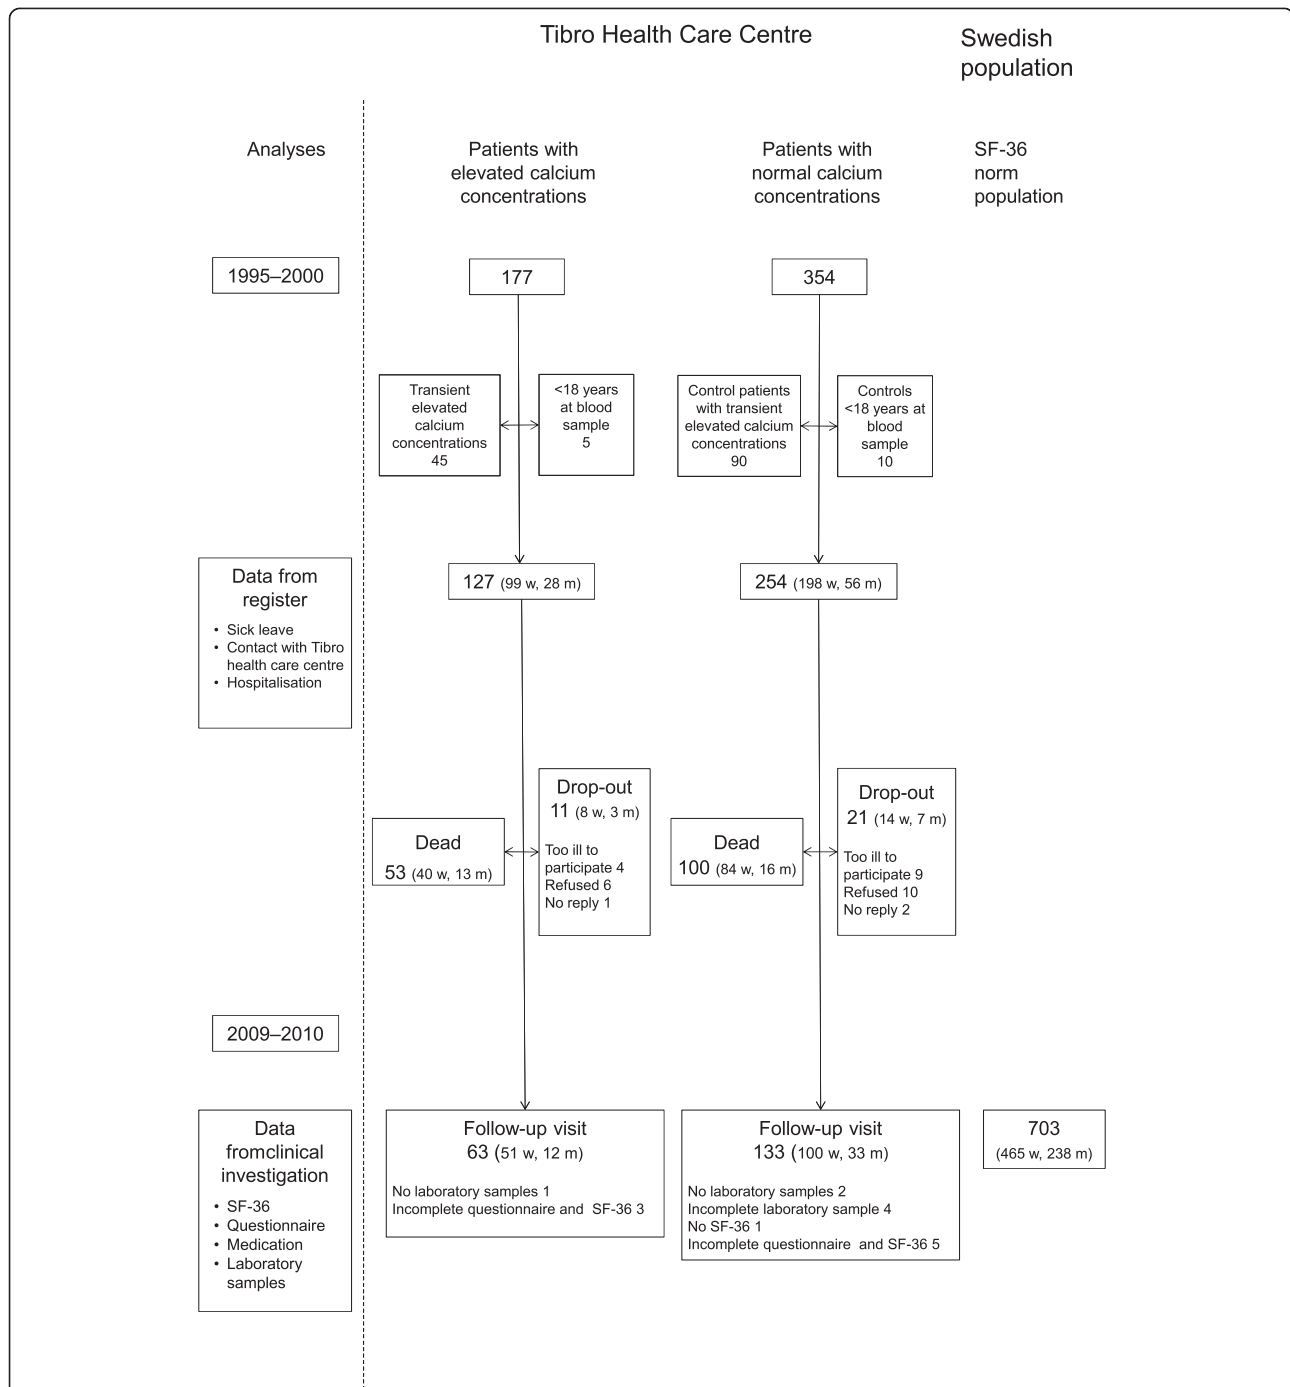 Tibro Health Care Centre
Swedish
population
Analyses
Patients with
elevated calcium
concentrations
Patients with
normal calcium
concentrations
SF-36
norm
population
1995–2000
177
354
Transient
elevated
calcium
concentrations
45
<18 years
at blood
sample
5
Control patients
with transient
elevated calcium
concentrations
90
Controls
<18 years at
blood
sample
10
Data from
register
• Sick leave
• Contact with Tibro
health care centre
• Hospitalisation
127 (99 w, 28 m)
254 (198 w, 56 m)
Dead
53 (40 w, 13 m)
Drop-out
11 (8 w, 3 m)
Too ill to
participate 4
Refused 6
No reply 1
Dead
100 (84 w, 16 m)
Drop-out
21 (14 w, 7 m)
Too ill to
participate 9
Refused 10
No reply 2
2009–2010
Data
fromclinical
investigation
• SF-36
• Questionnaire
• Medication
• Laboratory
samples
Follow-up visit
63 (51 w, 12 m)
No laboratory samples 1
Incomplete questionnaire and SF-36 3
Follow-up visit
133 (100 w, 33 m)
No laboratory samples 2
Incomplete laboratory sample 4
No SF-36 1
Incomplete questionnaire and SF-36 5
703
(465 w, 238 m)